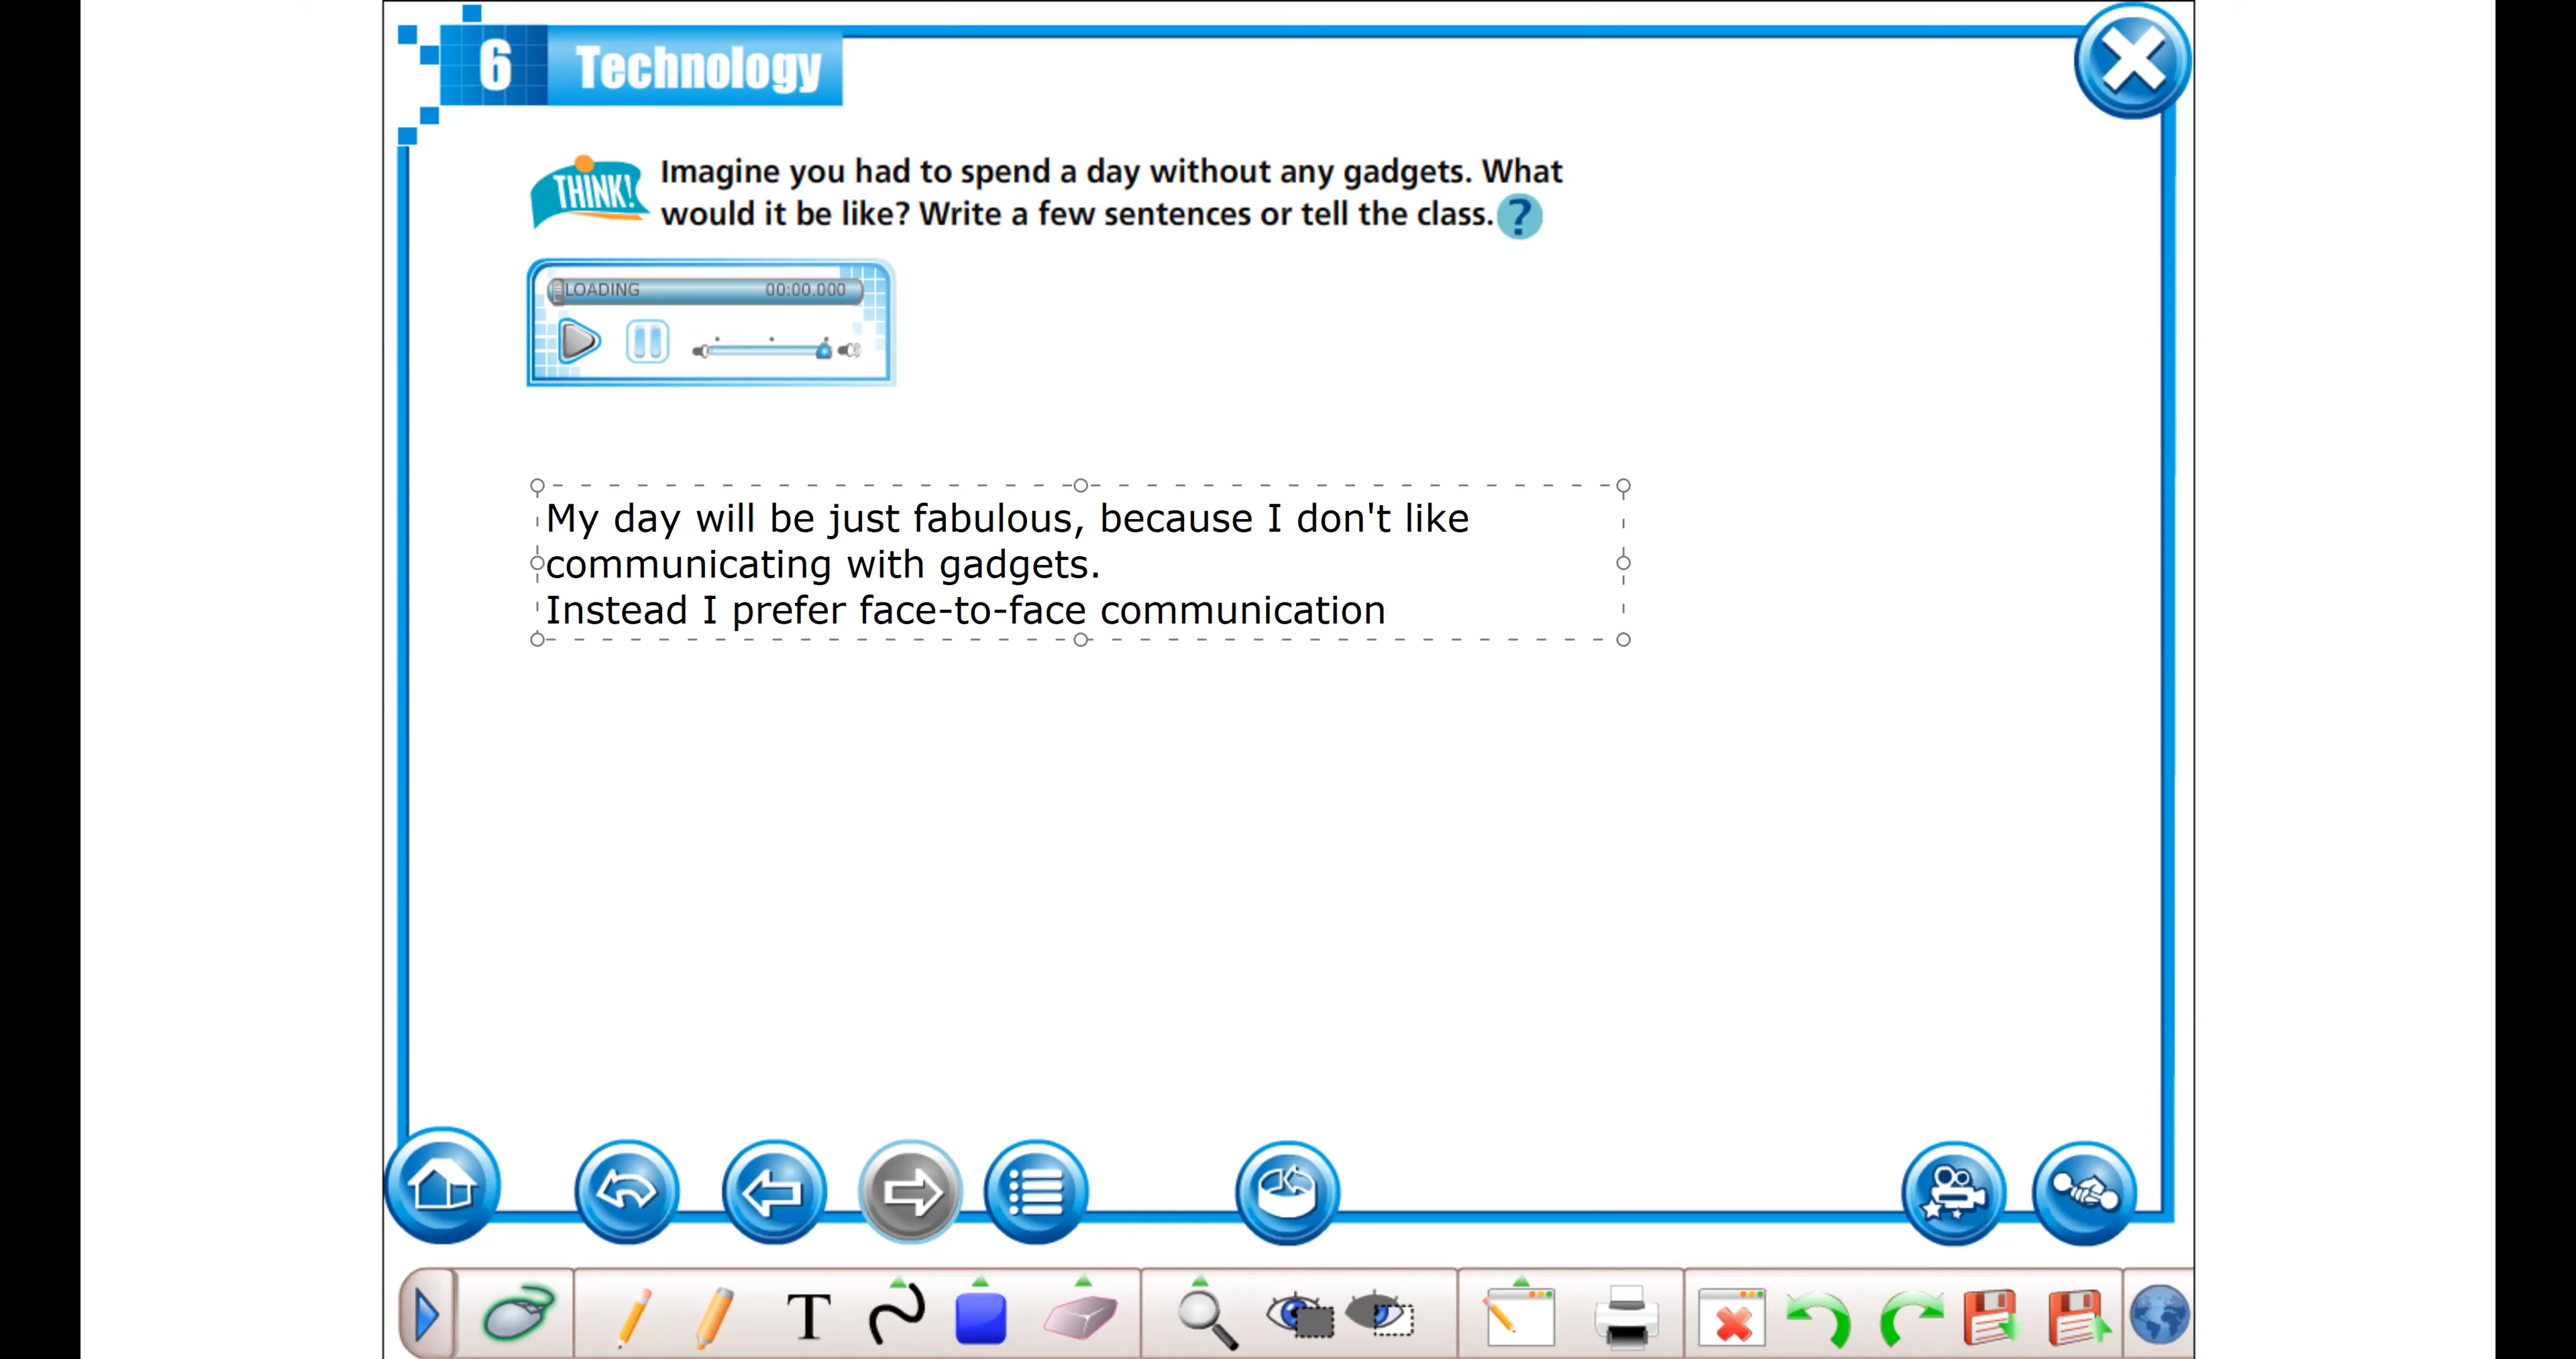 6 Technology
THINK! Imagine you had to spend a day without any gadgets. What
would it be like? Write a few sentences or tell the class. ?
LOADING 00:00.000
My day will be just fabulous, because I don't like
communicating with gadgets.
Instead I prefer face-to-face communication
T